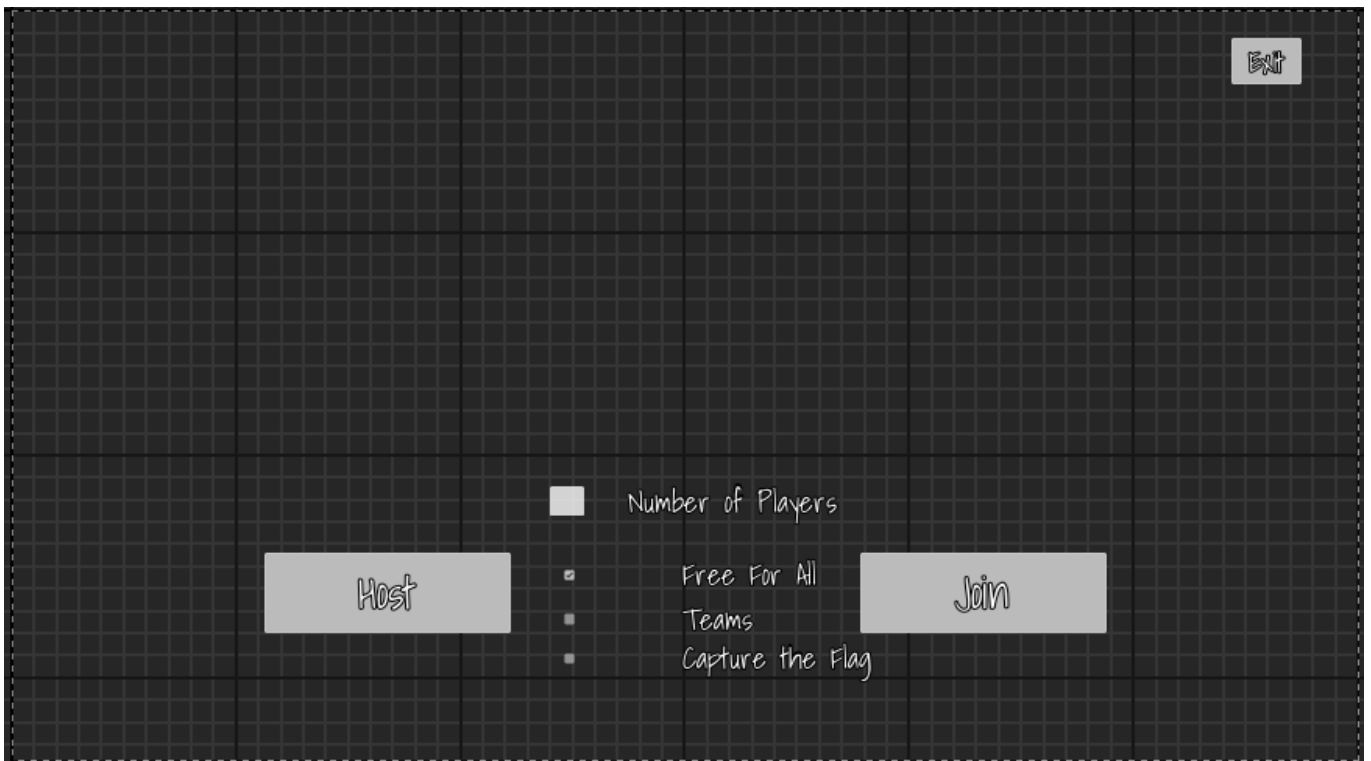 Exit
Number of Players
Host
Free For All
Join
Teams
Capture the Flag